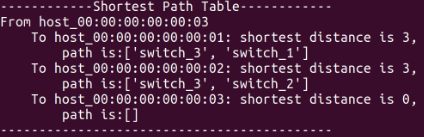 ------------Shortest Path Table------------
From host_00:00:00:00:00:03
    To host_00:00:00:00:00:01: shortest distance is 3,
        path is:['switch_3', 'switch_1']
    To host_00:00:00:00:00:02: shortest distance is 3,
        path is:['switch_3', 'switch_2']
    To host_00:00:00:00:00:03: shortest distance is 0,
        path is:[]
-------------------------------------------